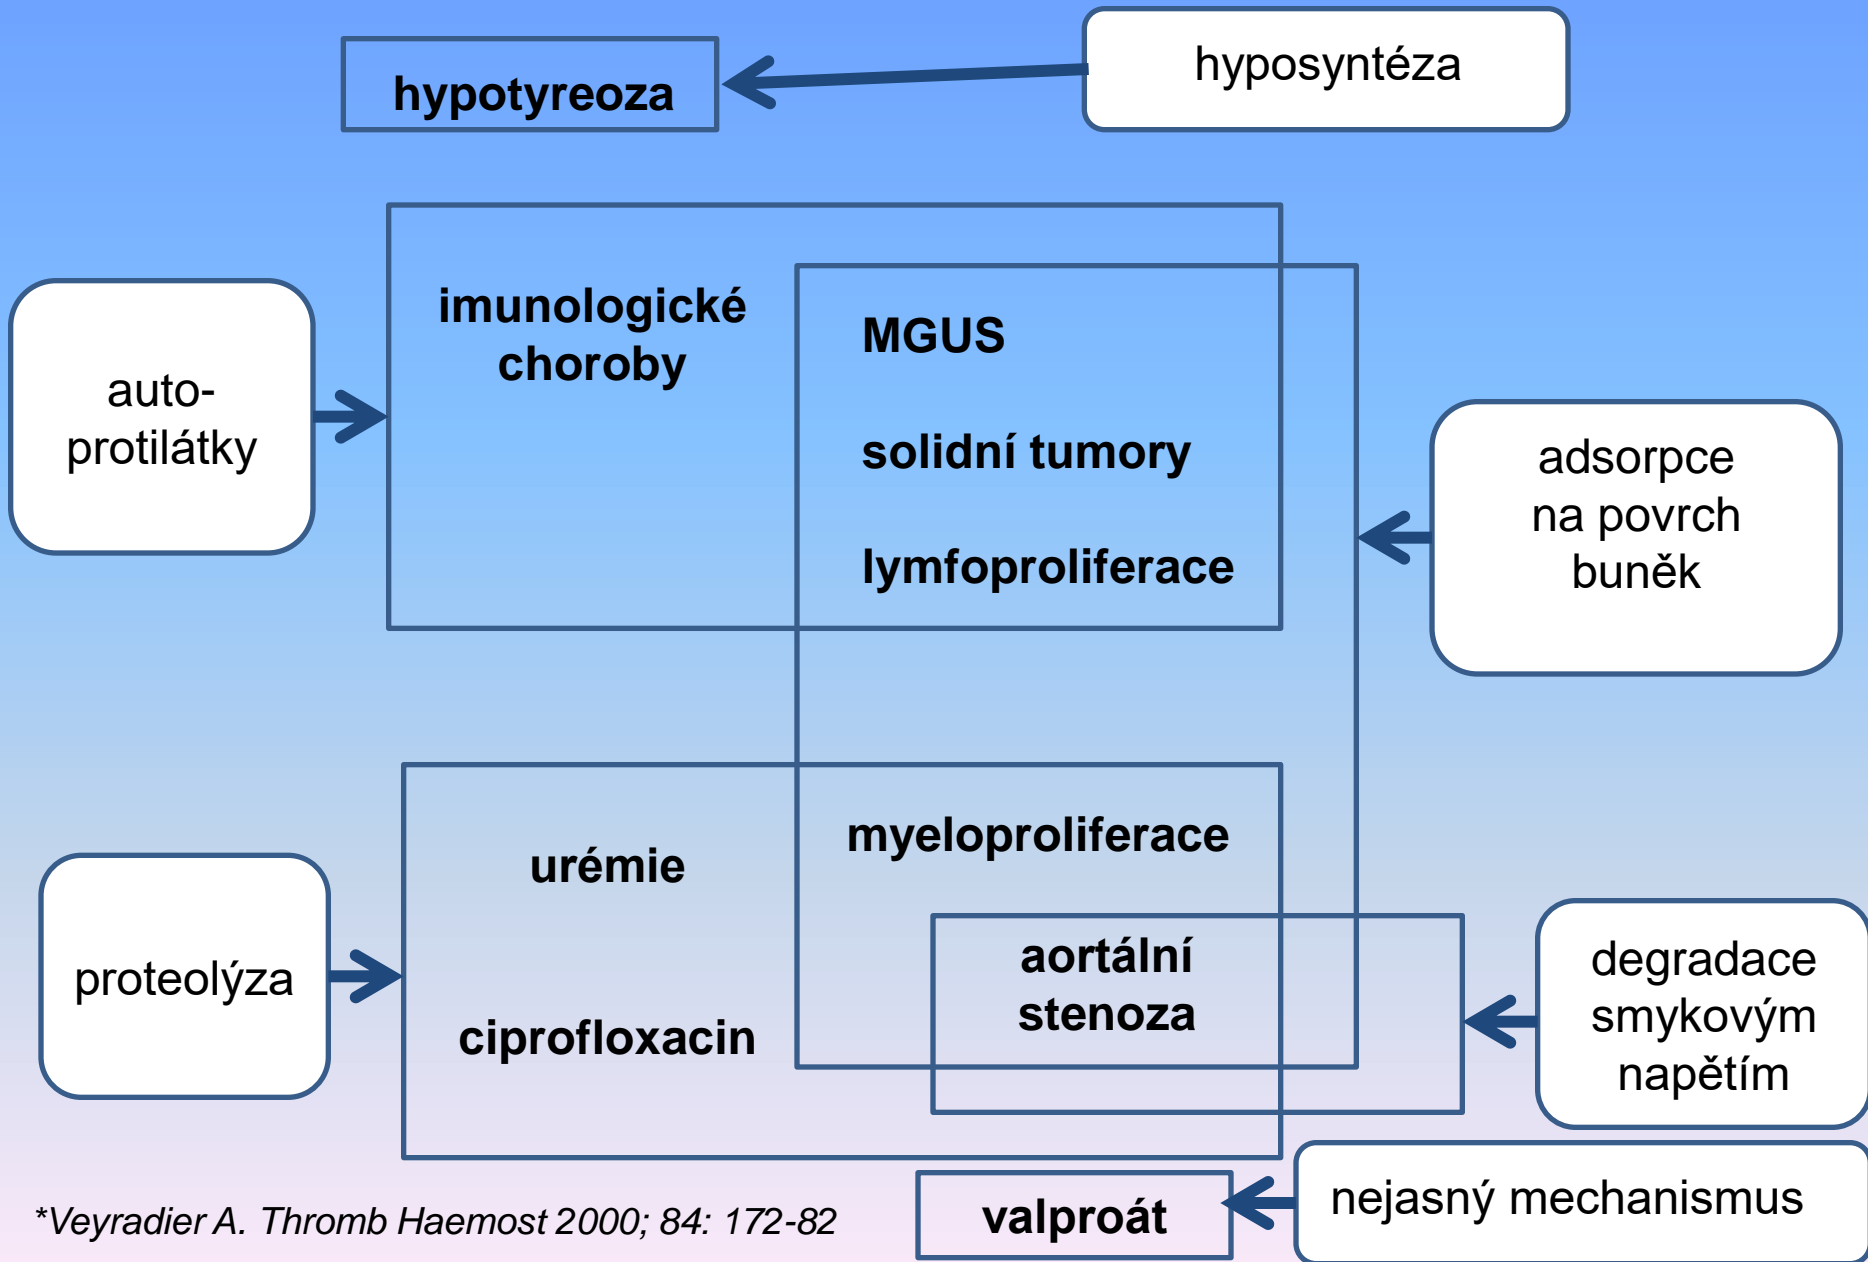 hypotyreoza
hyposyntéza
imunologické
choroby
MGUS
auto-
protilátky
solidní tumory
adsorpce
na povrch
buněk
lymfoproliferace
myeloproliferace
urémie
proteolýza
aortální
stenoza
degradace
smykovým
napětím
ciprofloxacin
valproát
nejasný mechanismus
*Veyradier A. Thromb Haemost 2000; 84: 172-82